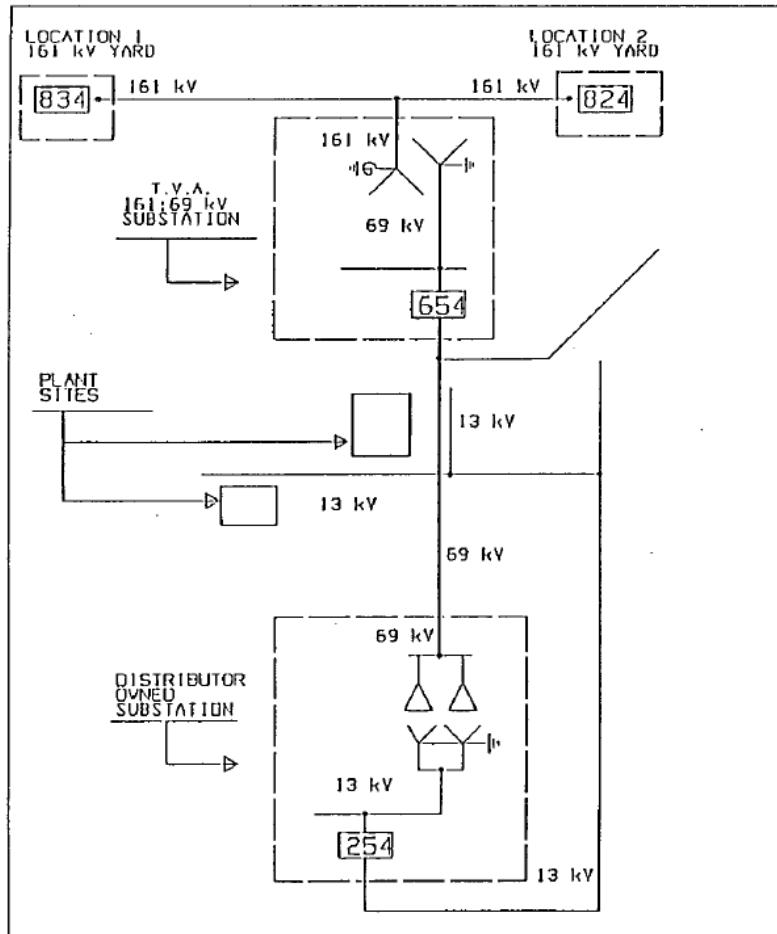 LOCATION 1
161 kV YARD
LOCATION 2
161 kV YARD
834
161 kV
161 kV
824
161 kV
T.V.A.
161:69 kV
SUBSTATION
69 kV
654
PLANT
SITES
13 kV
13 kV
69 kV
69 kV
DISTRIBUTOR
OWNED
SUBSTATION
13 kV
254
13 kV